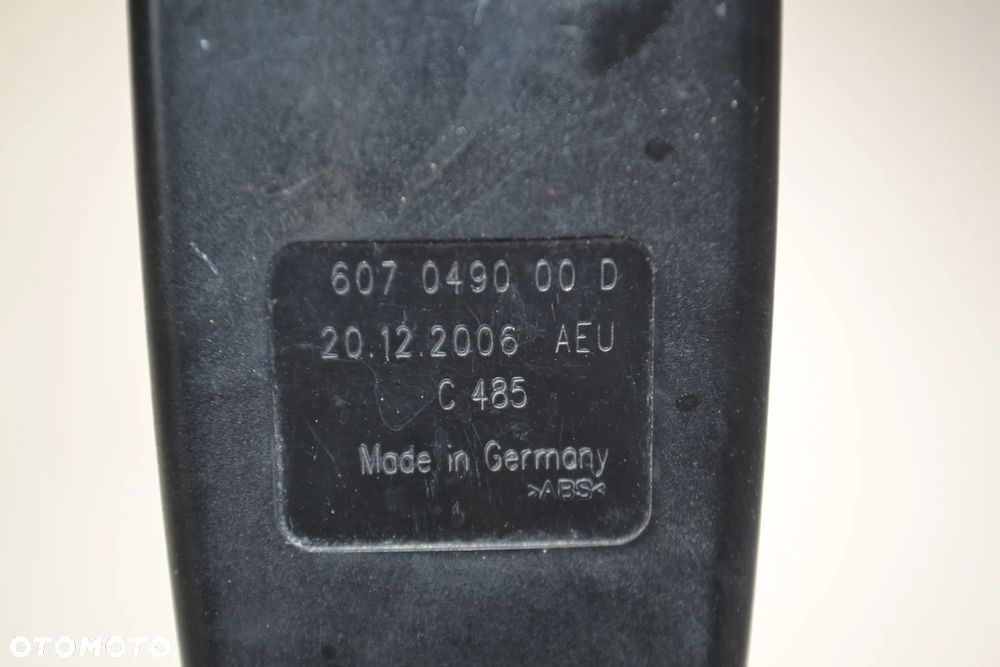 607 0490 00 D
20.12.2006 AEU
C 485
Made in Germany
>ABS<
OTOMOTO